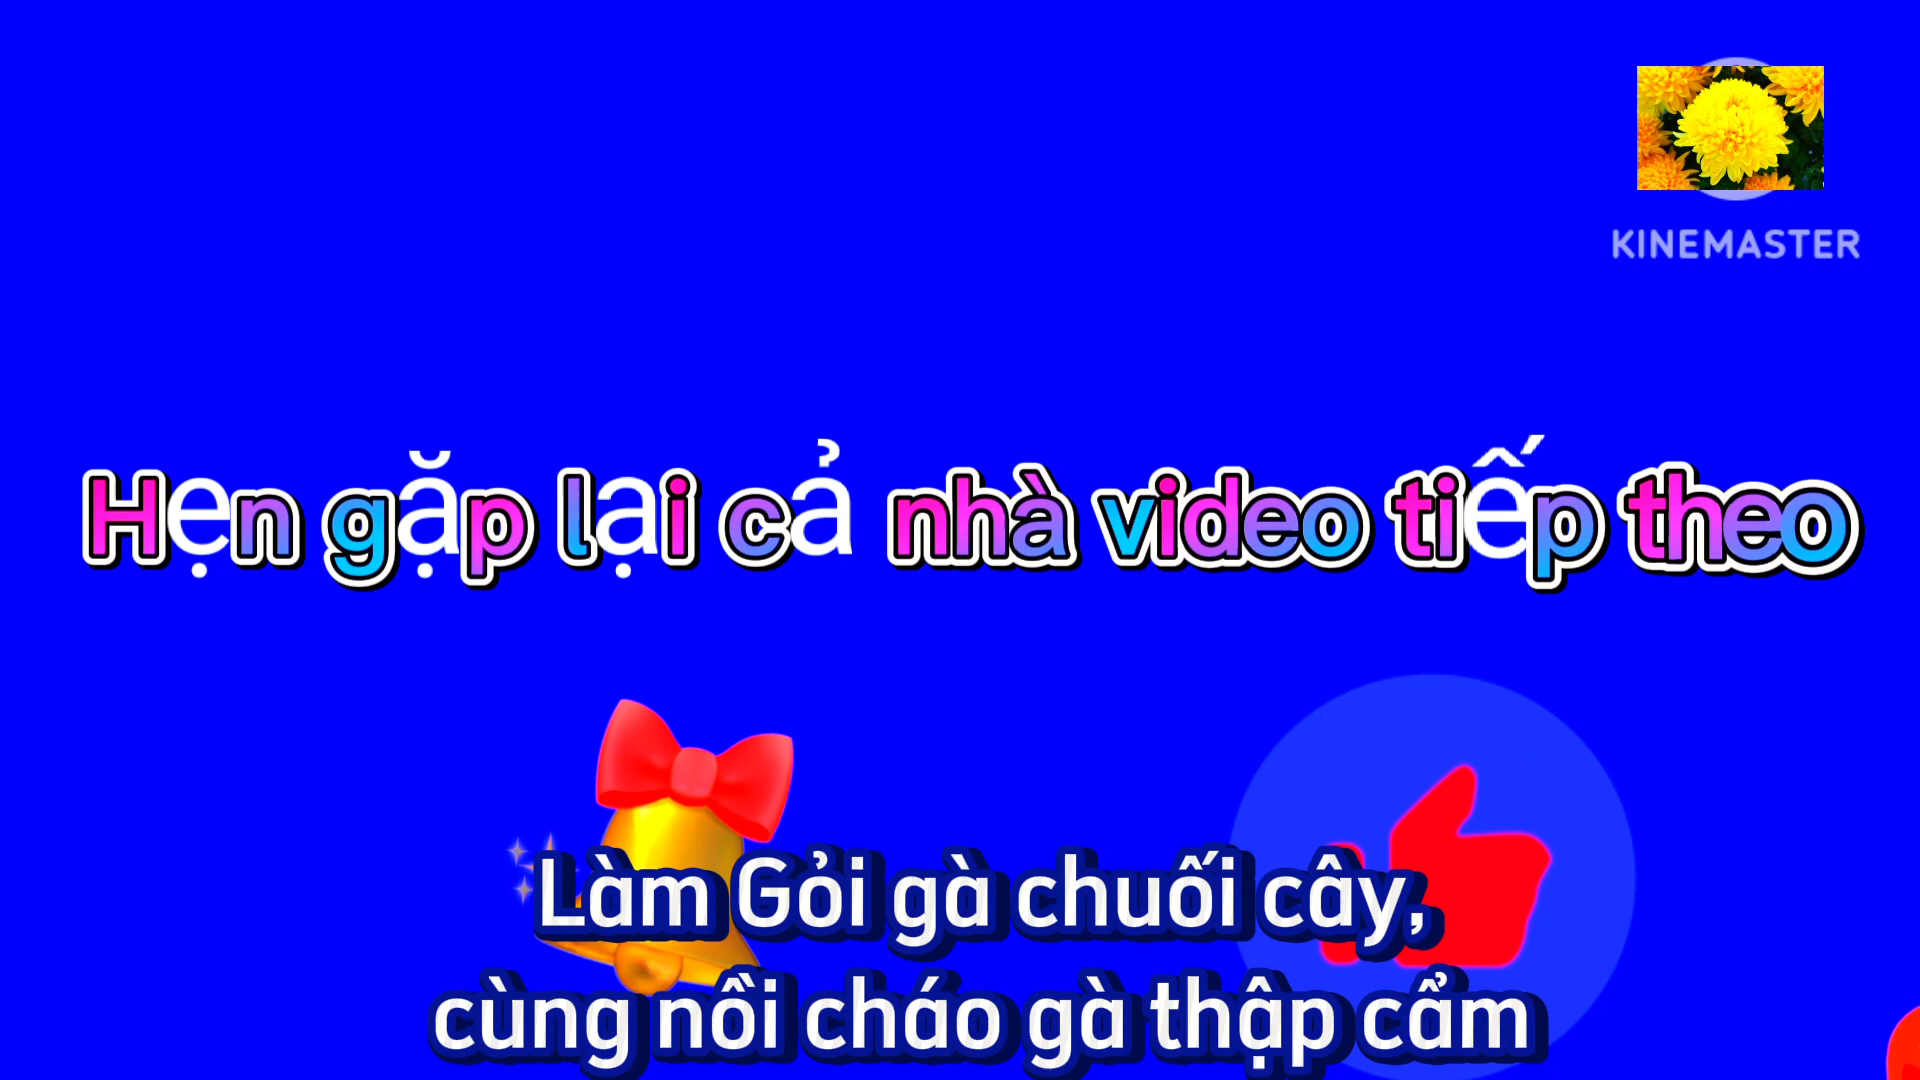 KINEMASTER
Hẹn gặp lại cả nhà video tiếp theo
Làm Gỏi gà chuối cây,
cùng nồi cháo gà thập cẩm